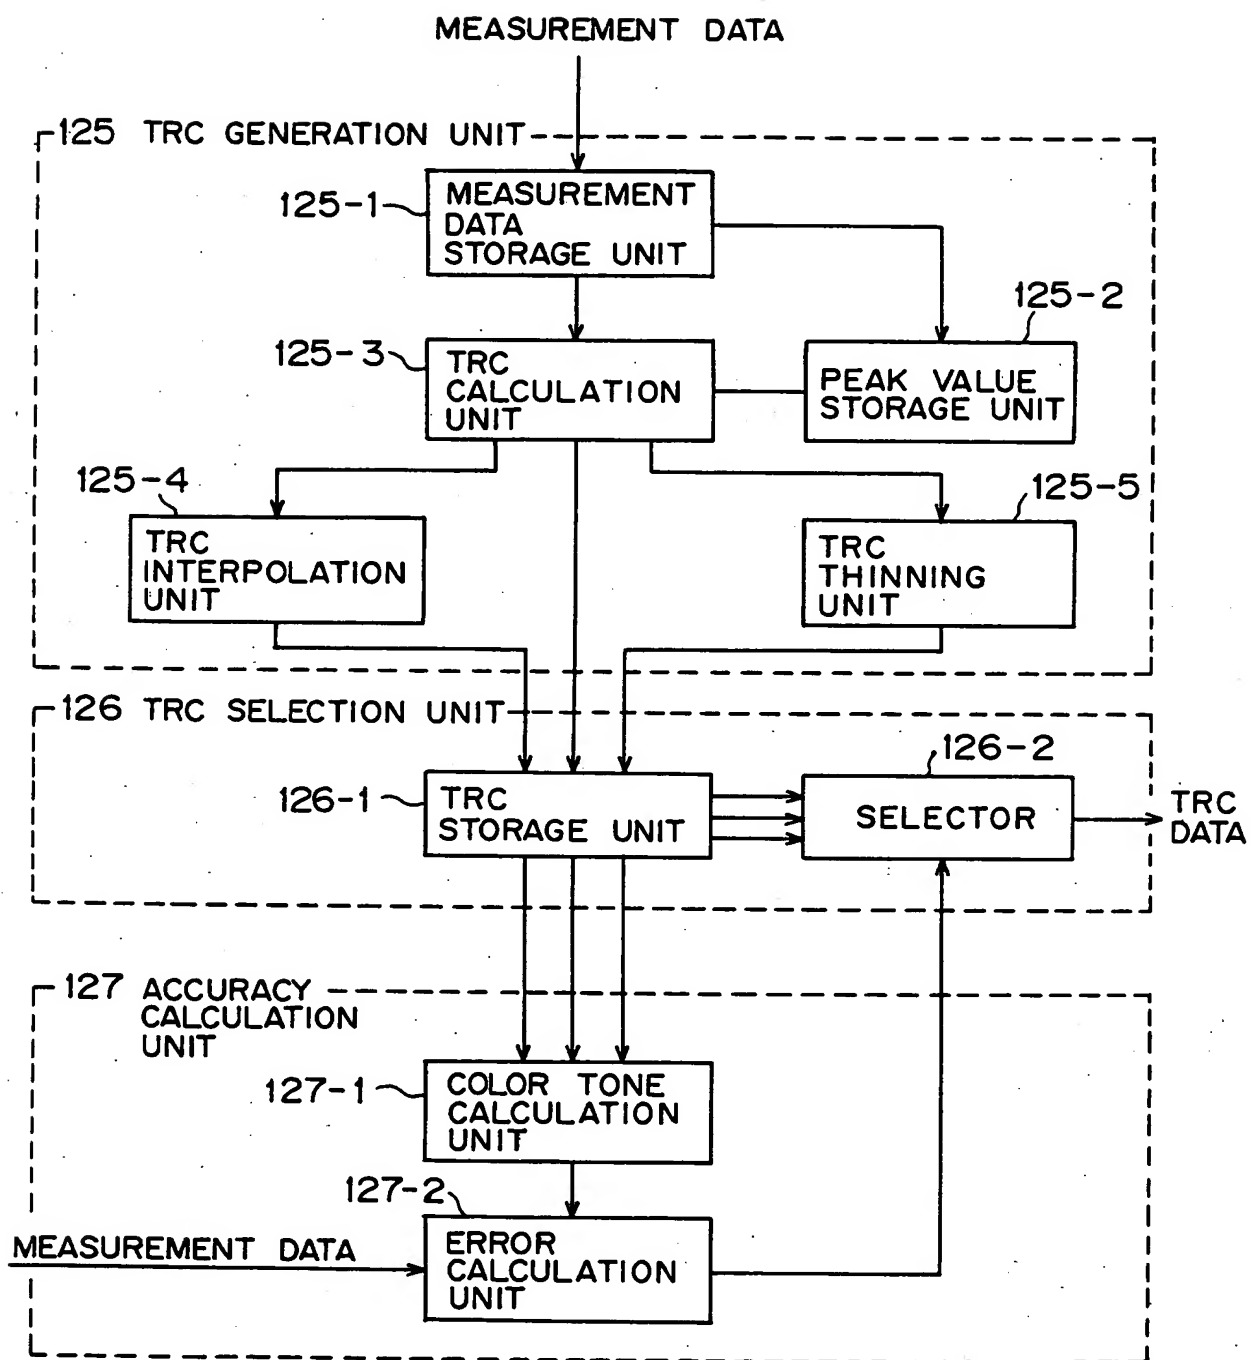 MEASUREMENT DATA
125 TRC GENERATION UNIT
125-1
MEASUREMENT
DATA
STORAGE UNIT
125-2
125-3
TRC
CALCULATION
UNIT
PEAK VALUE
STORAGE UNIT
125-4
125-5
TRC
INTERPOLATION
UNIT
TRC
THINNING
UNIT
126 TRC SELECTION UNIT
126-2
126-1
TRC
STORAGE UNIT
SELECTOR
TRC
DATA
127 ACCURACY
CALCULATION
UNIT
127-1
COLOR TONE
CALCULATION
UNIT
127-2
MEASUREMENT DATA
ERROR
CALCULATION
UNIT